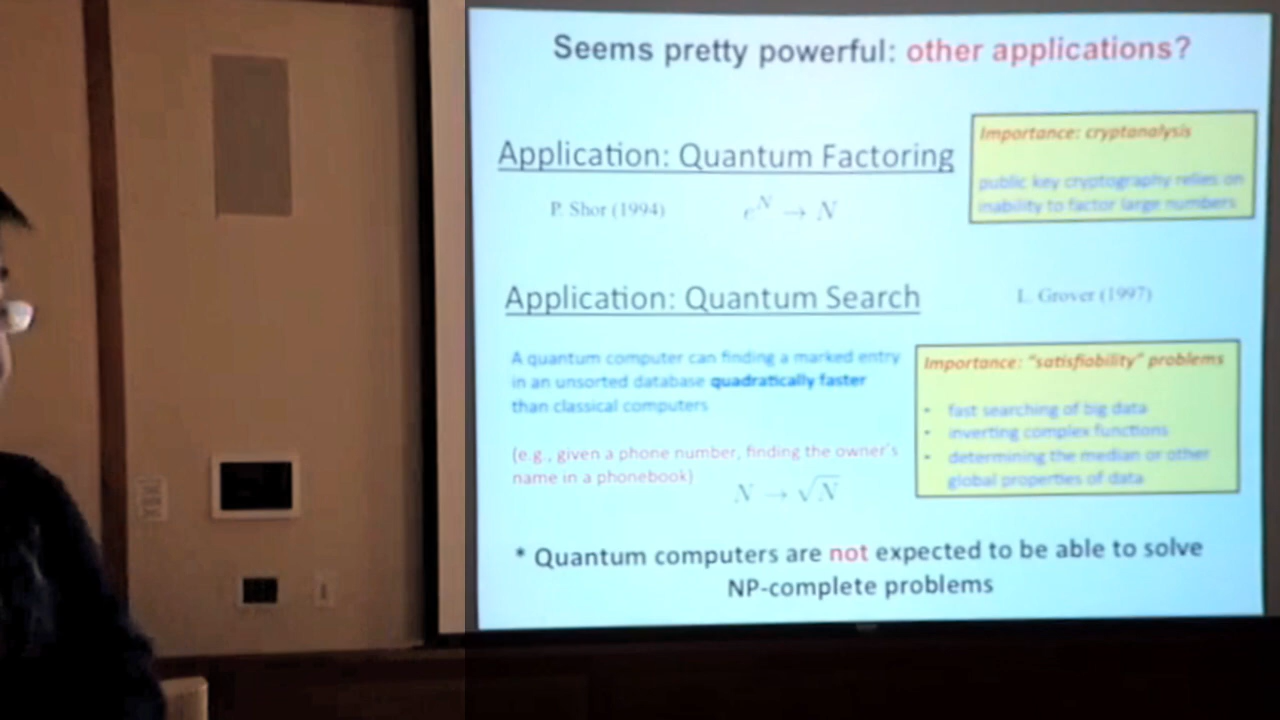 Seems pretty powerful: other applications?
Application: Quantum Factoring
P. Shor (1994)
e^N → N
Importance: cryptanalysis
public key cryptography relies on
inability to factor large numbers
Application: Quantum Search
L. Grover (1997)
A quantum computer can finding a marked entry
in an unsorted database quadratically faster
than classical computers
(e.g., given a phone number, finding the owner's
name in a phonebook)
N → √N
Importance: "satisfiability" problems
• fast searching of big data
• inverting complex functions
• determining the median or other
global properties of data
* Quantum computers are not expected to be able to solve
NP-complete problems